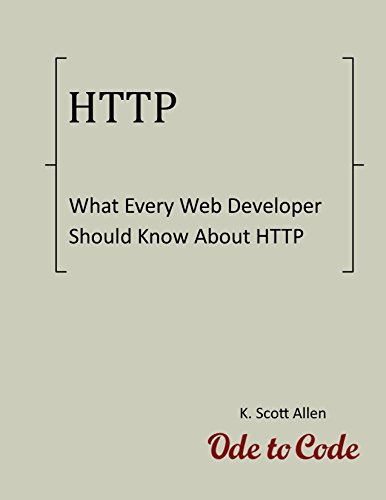 HTTP
What Every Web Developer
Should Know About HTTP
K. Scott Allen
Ode to Code